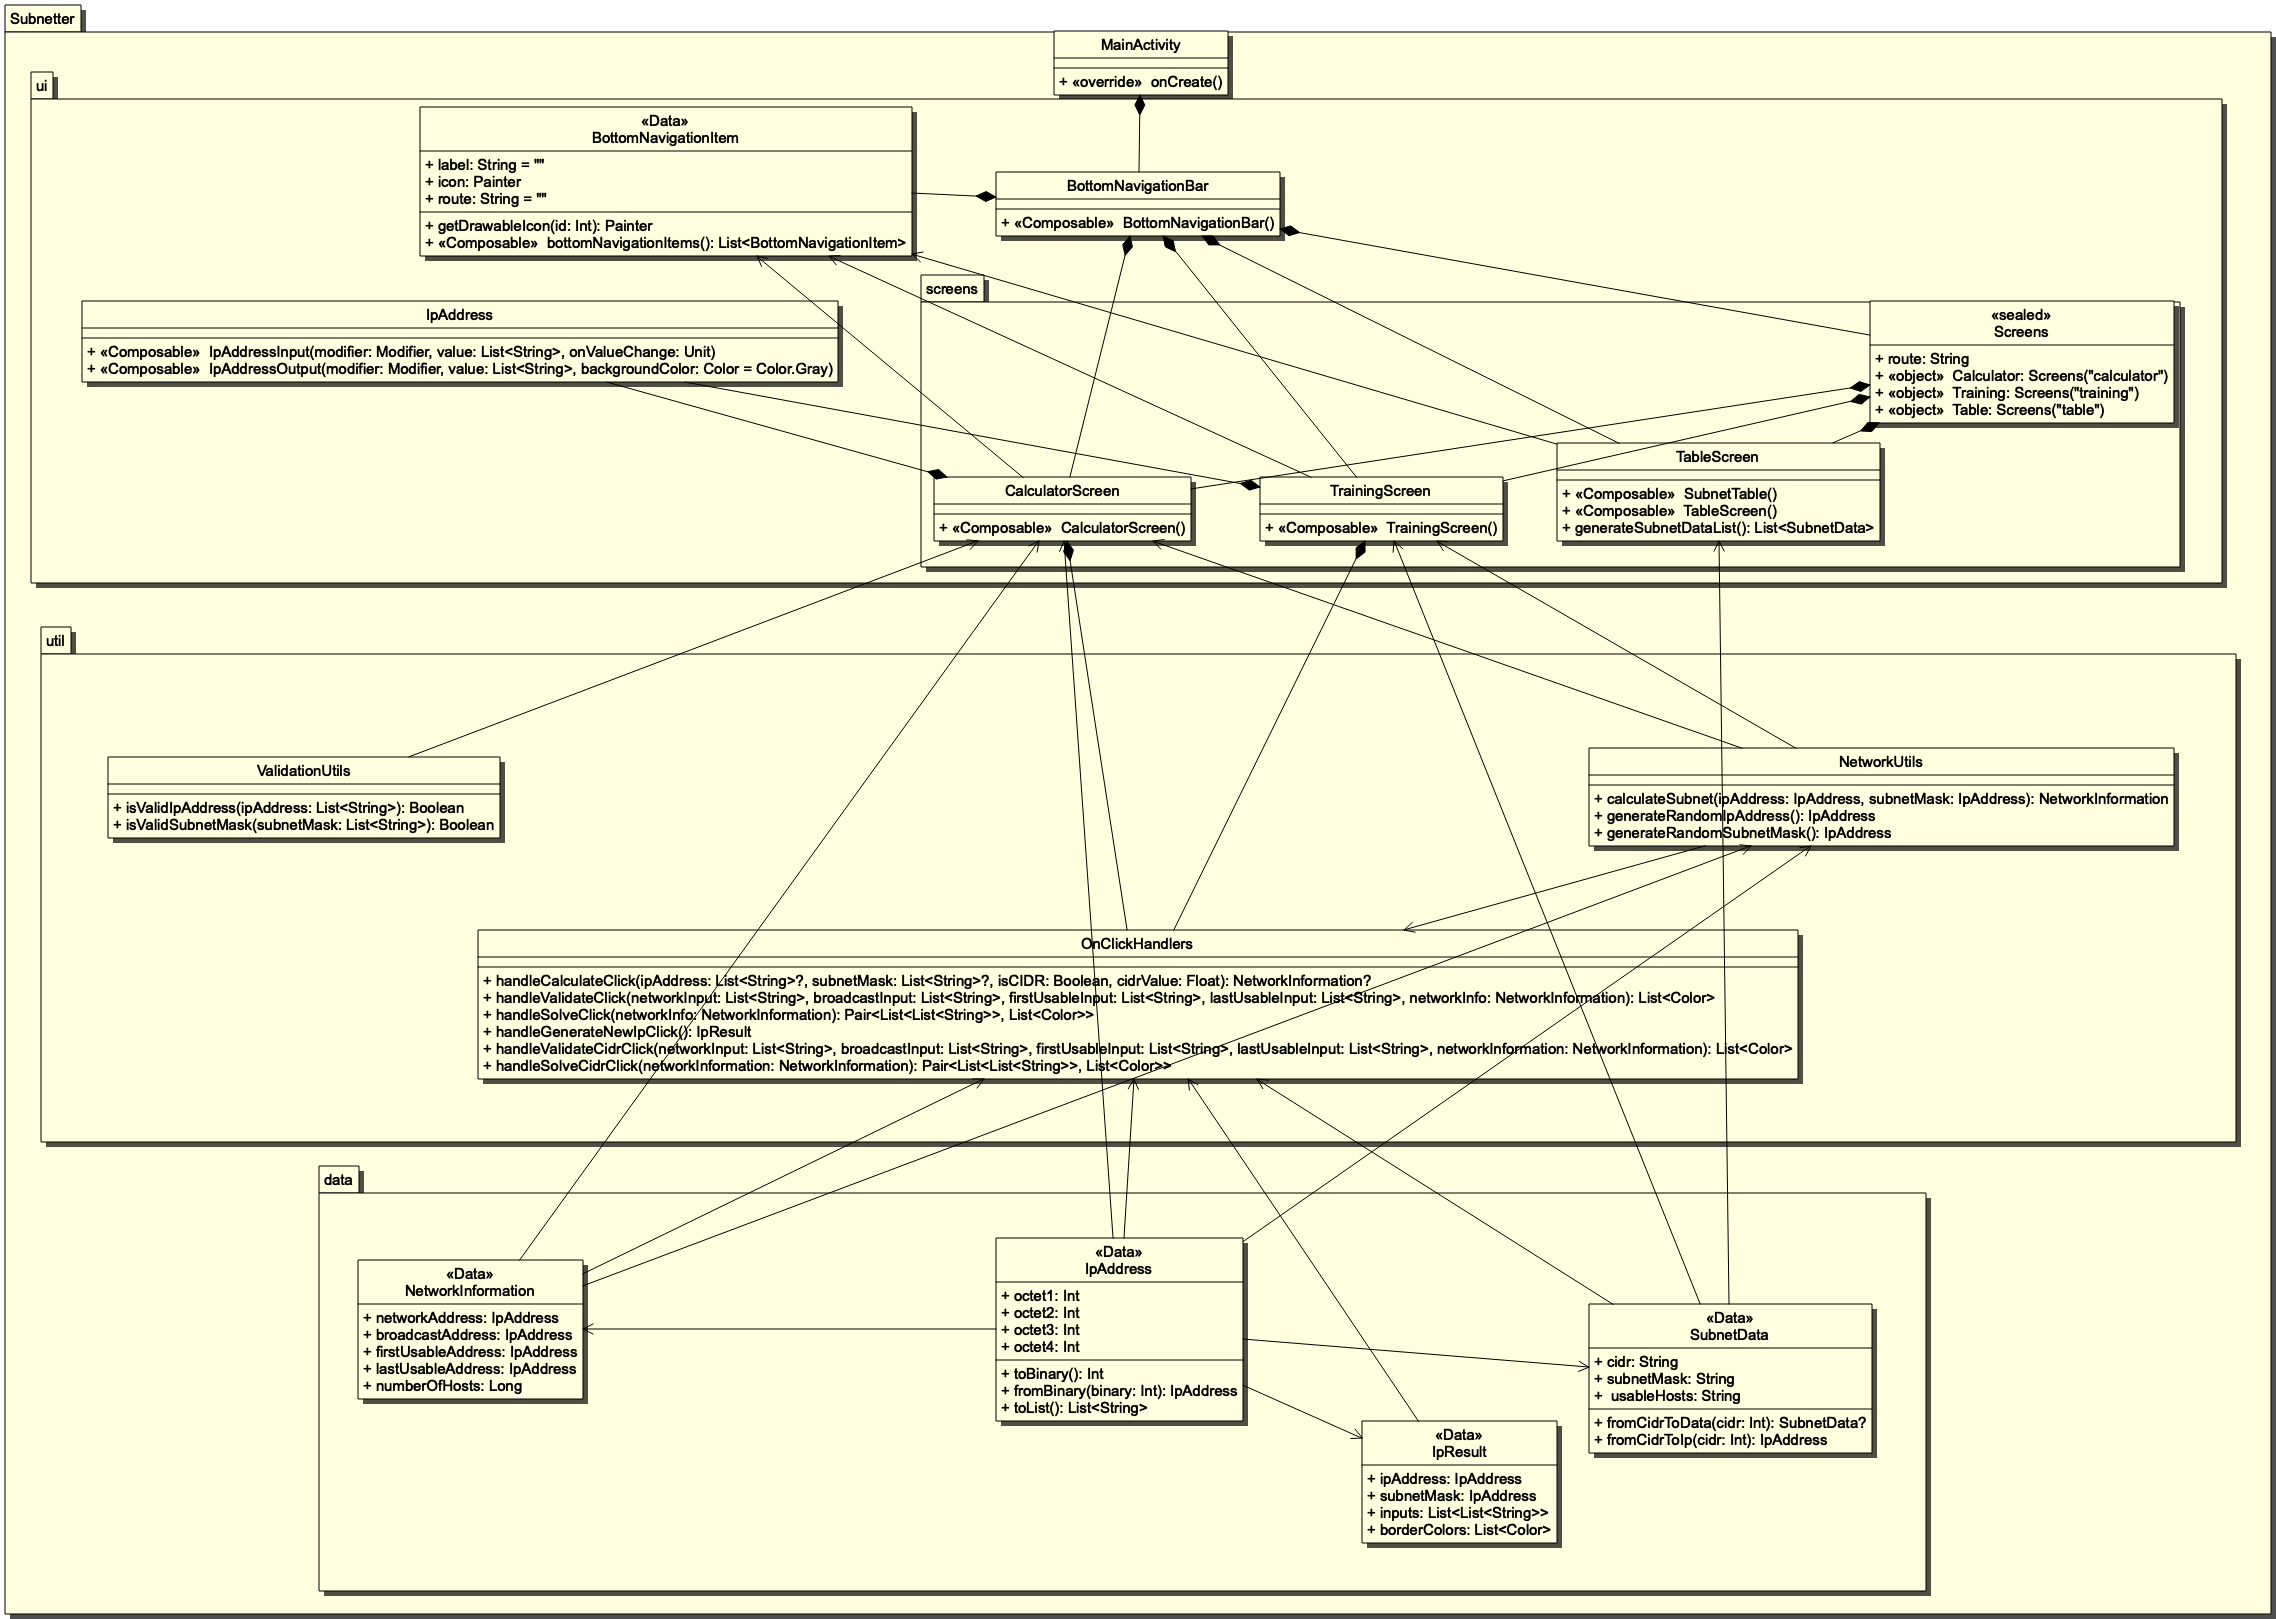 Subnetter
MainActivity
+ «override» onCreate()
ui
«Data»
BottomNavigationItem
+ label: String = ""
+ icon: Painter
+ route: String = ""
+ getDrawableIcon(id: Int): Painter
+ «Composable» bottomNavigationItems(): List<BottomNavigationItem>
BottomNavigationBar
+ «Composable» BottomNavigationBar()
screens
IpAddress
+ «Composable» IpAddressInput(modifier: Modifier, value: List<String>, onValueChange: Unit)
+ «Composable» IpAddressOutput(modifier: Modifier, value: List<String>, backgroundColor: Color = Color.Gray)
«sealed»
Screens
+ route: String
+ «object» Calculator: Screens("calculator")
+ «object» Training: Screens("training")
+ «object» Table: Screens("table")
CalculatorScreen
+ «Composable» CalculatorScreen()
TrainingScreen
+ «Composable» TrainingScreen()
TableScreen
+ «Composable» SubnetTable()
+ «Composable» TableScreen()
+ generateSubnetDataList(): List<SubnetData>
util
ValidationUtils
+ isValidIpAddress(ipAddress: List<String>): Boolean
+ isValidSubnetMask(subnetMask: List<String>): Boolean
NetworkUtils
+ calculateSubnet(ipAddress: IpAddress, subnetMask: IpAddress): NetworkInformation
+ generateRandomIpAddress(): IpAddress
+ generateRandomSubnetMask(): IpAddress
OnClickHandlers
+ handleCalculateClick(ipAddress: List<String>?, subnetMask: List<String>?, isCIDR: Boolean, cidrValue: Float): NetworkInformation?
+ handleValidateClick(networkInput: List<String>, broadcastInput: List<String>, firstUsableInput: List<String>, lastUsableInput: List<String>, networkInfo: NetworkInformation): List<Color>
+ handleSolveClick(networkInfo: NetworkInformation): Pair<List<List<String>>, List<Color>>
+ handleGenerateNewIpClick(): IpResult
+ handleValidateCidrClick(networkInput: List<String>, broadcastInput: List<String>, firstUsableInput: List<String>, lastUsableInput: List<String>, networkInformation: NetworkInformation): List<Color>
+ handleSolveCidrClick(networkInformation: NetworkInformation): Pair<List<List<String>>, List<Color>>
data
«Data»
NetworkInformation
+ networkAddress: IpAddress
+ broadcastAddress: IpAddress
+ firstUsableAddress: IpAddress
+ lastUsableAddress: IpAddress
+ numberOfHosts: Long
«Data»
IpAddress
+ octet1: Int
+ octet2: Int
+ octet3: Int
+ octet4: Int
+ toBinary(): Int
+ fromBinary(binary: Int): IpAddress
+ toList(): List<String>
«Data»
IpResult
+ ipAddress: IpAddress
+ subnetMask: IpAddress
+ inputs: List<List<String>>
+ borderColors: List<Color>
«Data»
SubnetData
+ cidr: String
+ subnetMask: String
+ usableHosts: String
+ fromCidrToData(cidr: Int): SubnetData?
+ fromCidrToIp(cidr: Int): IpAddress